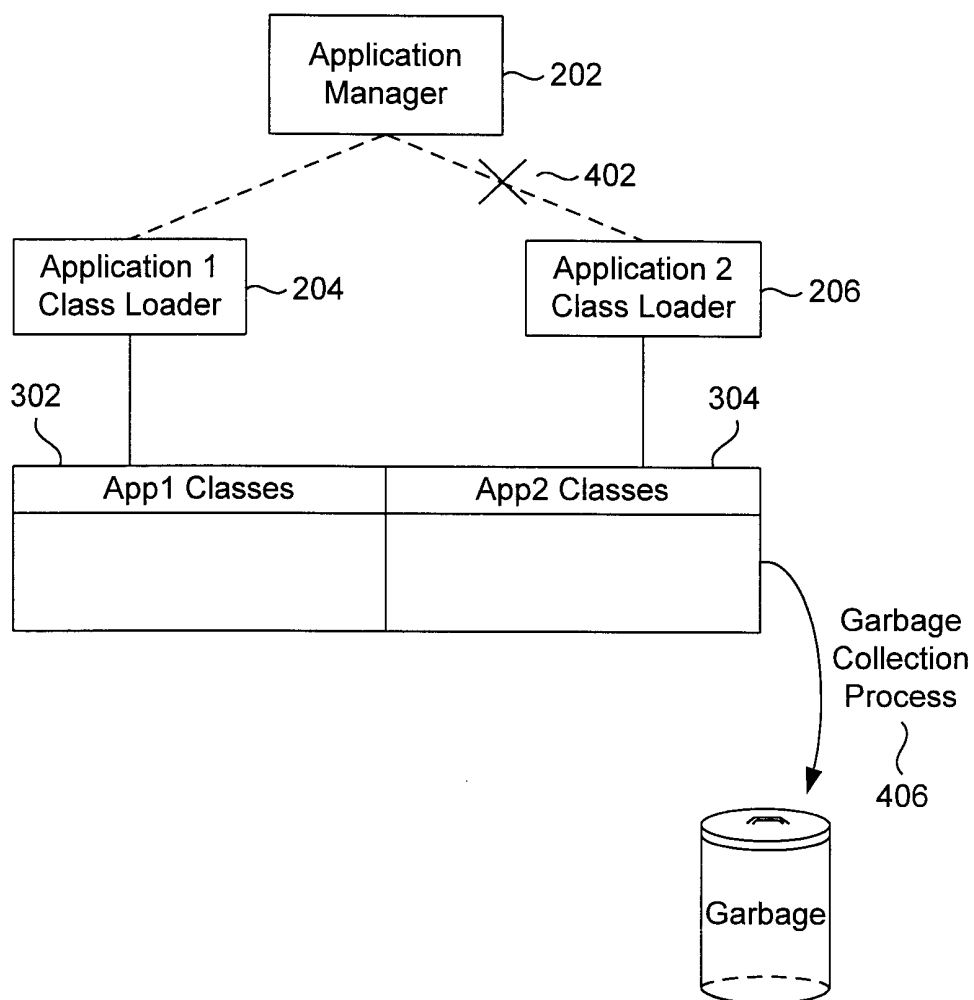 Application
Manager
202
402
Application 1
Class Loader
204
Application 2
Class Loader
206
302
304
App1 Classes
App2 Classes
Garbage
Collection
Process
406
Garbage